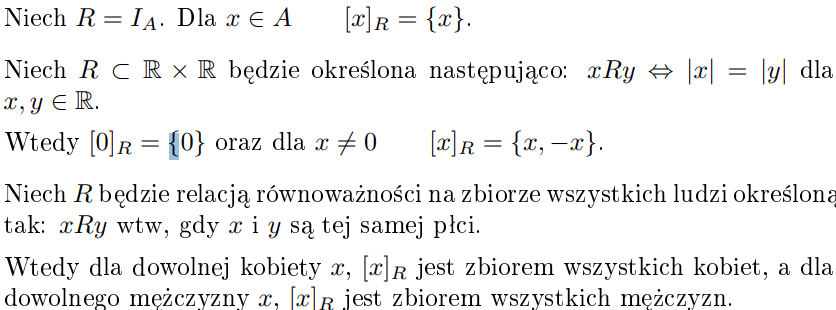 Niech R = I_A. Dla x ∈ A [x]_R = {x}.
Niech R ⊂ ℝ × ℝ będzie określona następująco: xRy ⇔ |x| = |y| dla
x, y ∈ ℝ.
Wtedy [0]_R = {0} oraz dla x ≠ 0 [x]_R = {x, −x}.
Niech R będzie relacją równoważności na zbiorze wszystkich ludzi określoną
tak: xRy wtw, gdy x i y są tej samej płci.
Wtedy dla dowolnej kobiety x, [x]_R jest zbiorem wszystkich kobiet, a dla
dowolnego mężczyzny x, [x]_R jest zbiorem wszystkich mężczyzn.